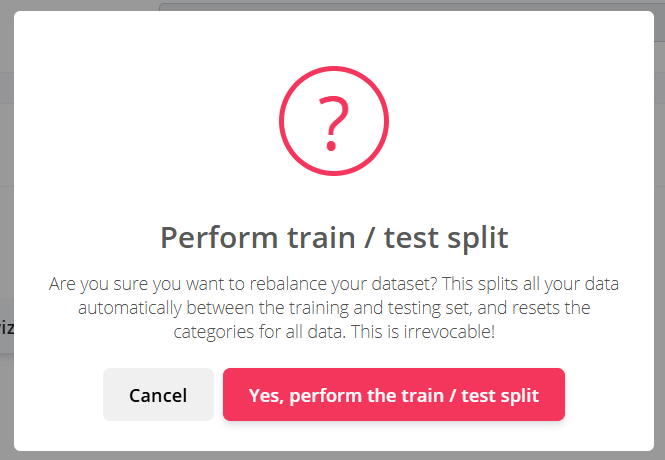 ?
Perform train / test split
Are you sure you want to rebalance your dataset? This splits all your data
automatically between the training and testing set, and resets the
categories for all data. This is irrevocable!
iz
Cancel
Yes, perform the train / test split